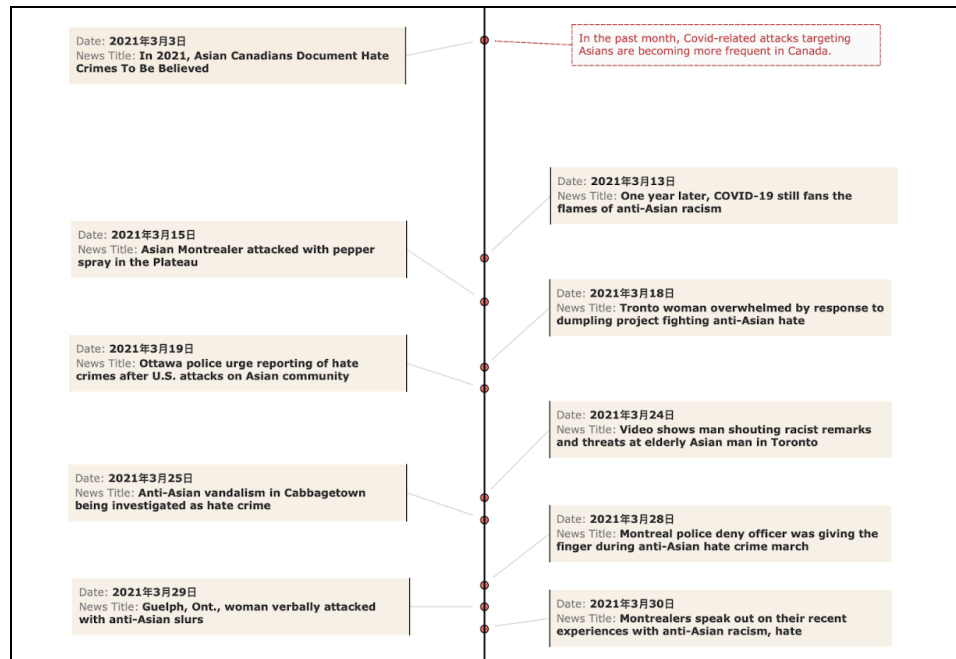 Date: 2021年3月3日
News Title: In 2021, Asian Canadians Document Hate
Crimes To Be Believed
In the past month, Covid-related attacks targeting
Asians are becoming more frequent in Canada.
Date: 2021年3月13日
News Title: One year later, COVID-19 still fans the
flames of anti-Asian racism
Date: 2021年3月15日
News Title: Asian Montrealer attacked with pepper
spray in the Plateau
Date: 2021年3月18日
News Title: Tronto woman overwhelmed by response to
dumpling project fighting anti-Asian hate
Date: 2021年3月19日
News Title: Ottawa police urge reporting of hate
crimes after U.S. attacks on Asian community
Date: 2021年3月24日
News Title: Video shows man shouting racist remarks
and threats at elderly Asian man in Toronto
Date: 2021年3月25日
News Title: Anti-Asian vandalism in Cabbagetown
being investigated as hate crime
Date: 2021年3月28日
News Title: Montreal police deny officer was giving the
finger during anti-Asian hate crime march
Date: 2021年3月29日
News Title: Guelph, Ont., woman verbally attacked
with anti-Asian slurs
Date: 2021年3月30日
News Title: Montrealers speak out on their recent
experiences with anti-Asian racism, hate